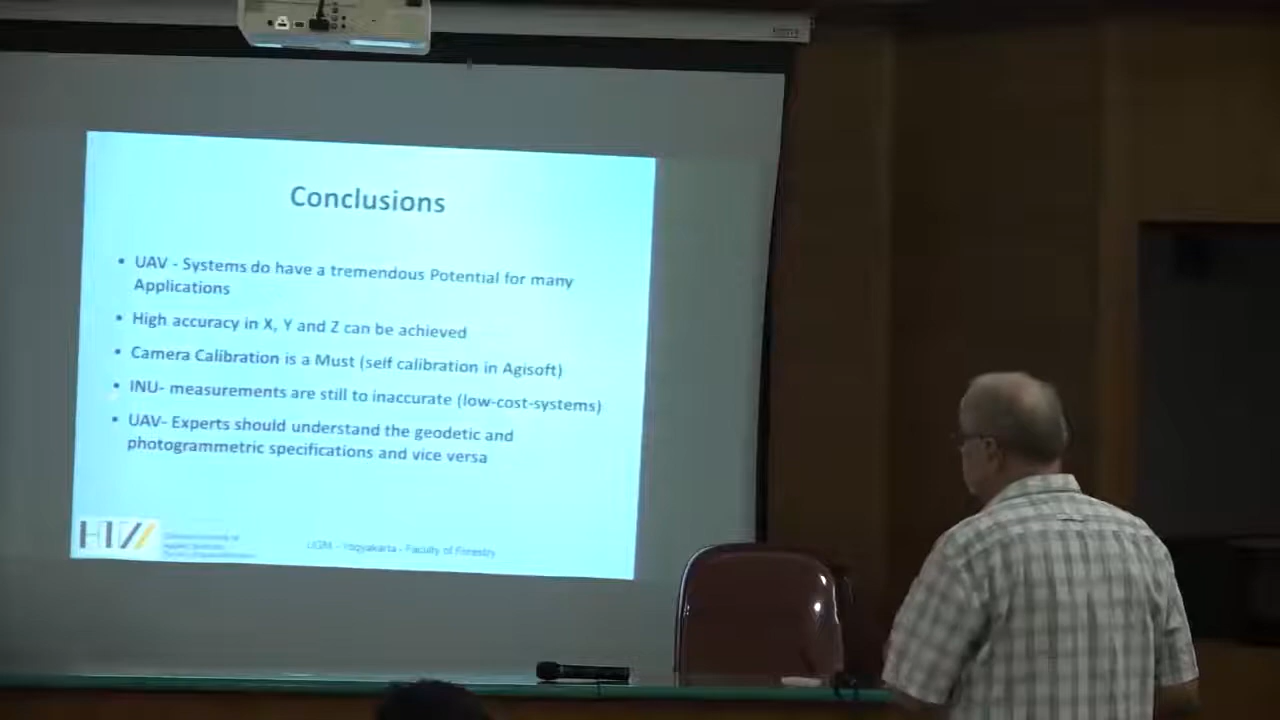 Conclusions
• UAV - Systems do have a tremendous Potential for many
Applications
• High accuracy in X, Y and Z can be achieved
• Camera Calibration is a Must (self calibration in Agisoft)
• INU- measurements are still to inaccurate (low-cost-systems)
• UAV- Experts should understand the geodetic and
photogrammetric specifications and vice versa
HTW
UGM - Yogyakarta - Faculty of Forestry